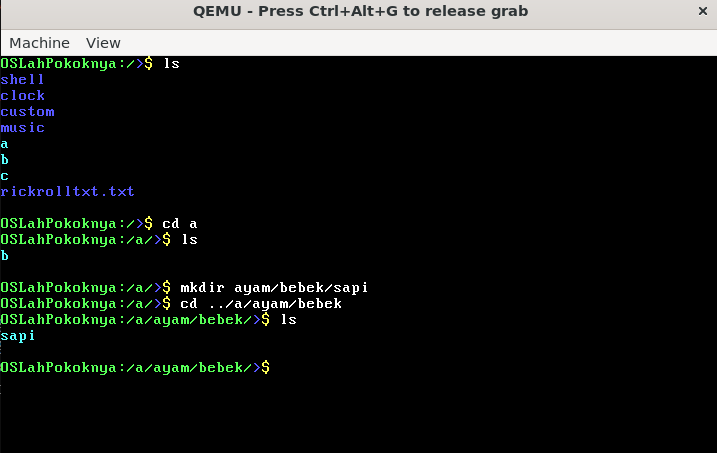 QEMU - Press Ctrl+Alt+G to release grab ×
Machine View
OSLahPokoknya:/>$ ls
shell
clock
custom
music
a
b
c
rickrolltxt.txt
OSLahPokoknya:/>$ cd a
OSLahPokoknya:/a/>$ ls
b
OSLahPokoknya:/a/>$ mkdir ayam/bebek/sapi
OSLahPokoknya:/a/>$ cd ../a/ayam/bebek
OSLahPokoknya:/a/ayam/bebek/>$ ls
sapi
OSLahPokoknya:/a/ayam/bebek/>$